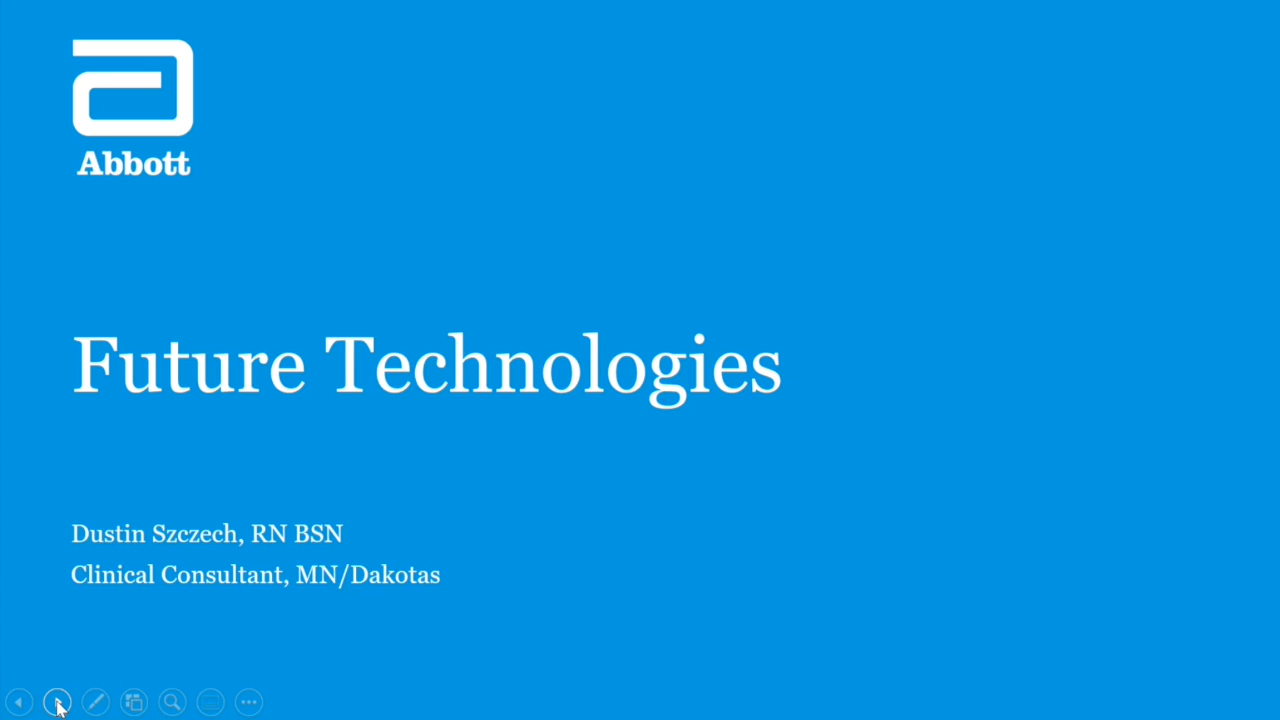 Abbott
Future Technologies
Dustin Szczech, RN BSN
Clinical Consultant, MN/Dakotas